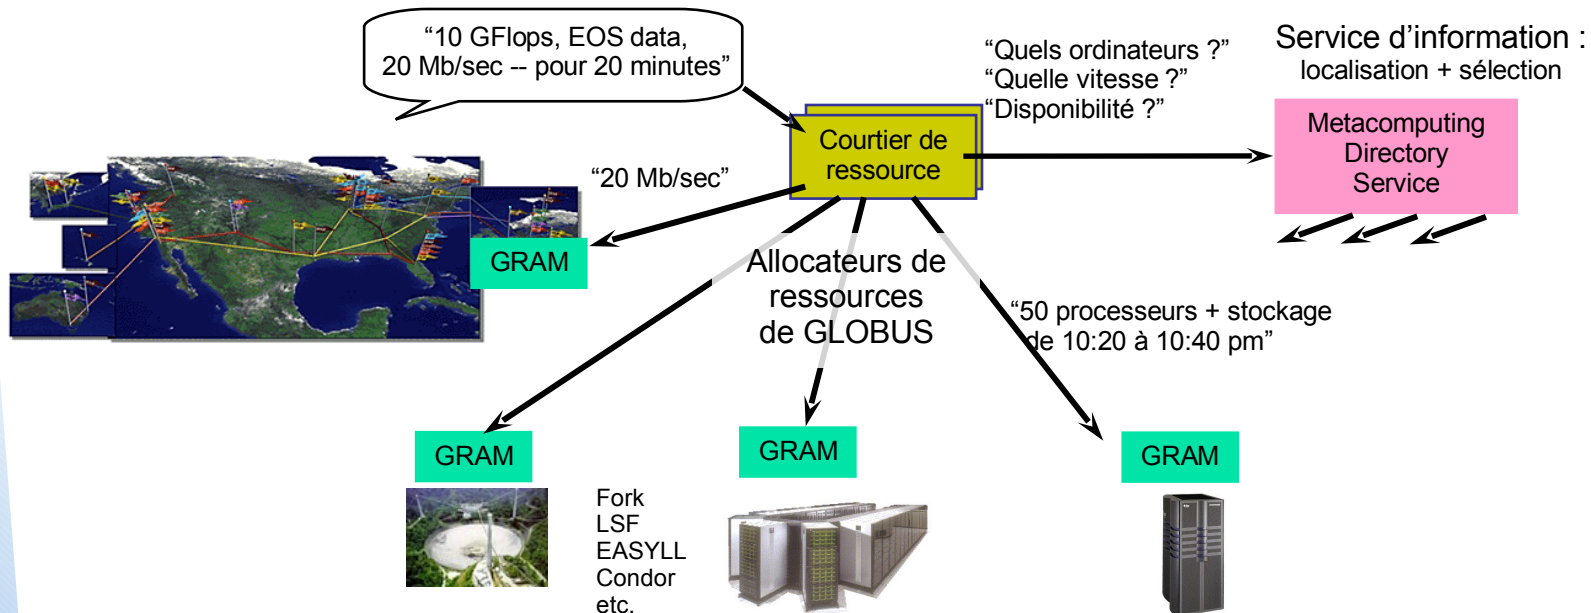 “10 GFlops, EOS data,
20 Mb/sec -- pour 20 minutes”
“Quels ordinateurs ?”
“Quelle vitesse ?”
“Disponibilité ?”
Service d’information :
localisation + sélection
Courtier de
ressource
Metacomputing
Directory
Service
“20 Mb/sec”
GRAM
Allocateurs de
ressources
de GLOBUS
“50 processeurs + stockage
de 10:20 à 10:40 pm”
GRAM
GRAM
GRAM
Fork
LSF
EASYLL
Condor
etc.